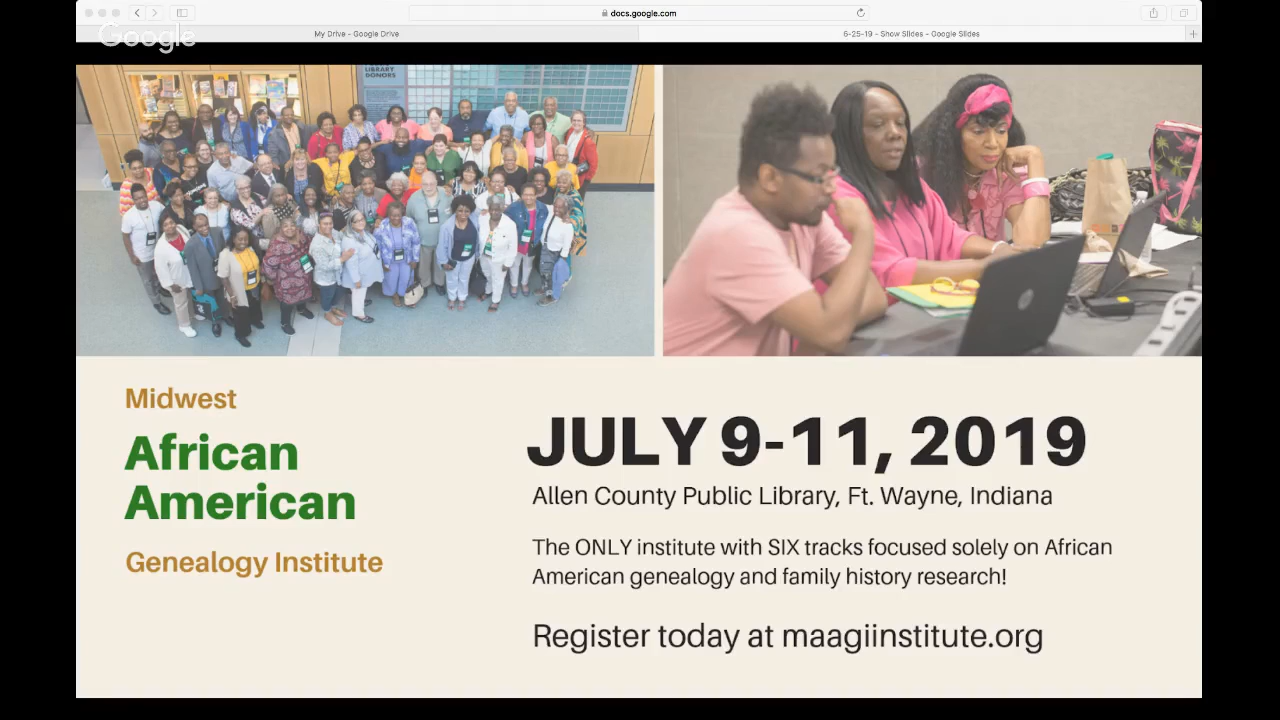 docs.google.com
Google
My Drive - Google Drive
6-25-19 - Show Slides - Google Slides
LIBRARY
DONORS
Midwest
African
American
Genealogy Institute
JULY 9-11, 2019
Allen County Public Library, Ft. Wayne, Indiana
The ONLY institute with SIX tracks focused solely on African
American genealogy and family history research!
Register today at maagiinstitute.org